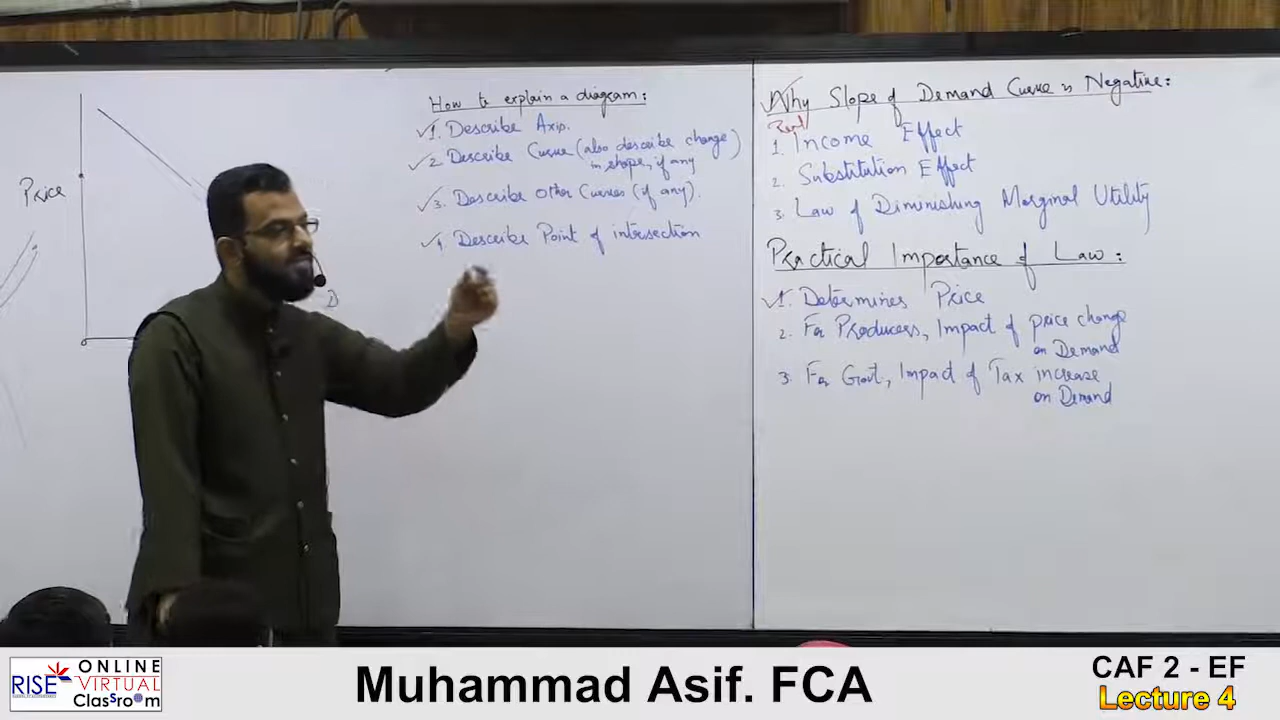 Price
D
How to explain a diagram:
1. Describe Axis.
2. Describe Curve (also describe change
in shape, if any)
3. Describe Other Curves (if any).
4. Describe Point of intersection
Why Slope of Demand Curve is Negative:
Real
1. Income Effect
2. Substitution Effect
3. Law of Diminishing Marginal Utility
Practical Importance of Law:
1. Determines Price
2. For Producers, Impact of price change
on Demand
3. For Govt, Impact of Tax increase
on Demand
RISE
ONLINE
VIRTUAL
Classroom
Muhammad Asif. FCA
CAF 2 - EF
Lecture 4